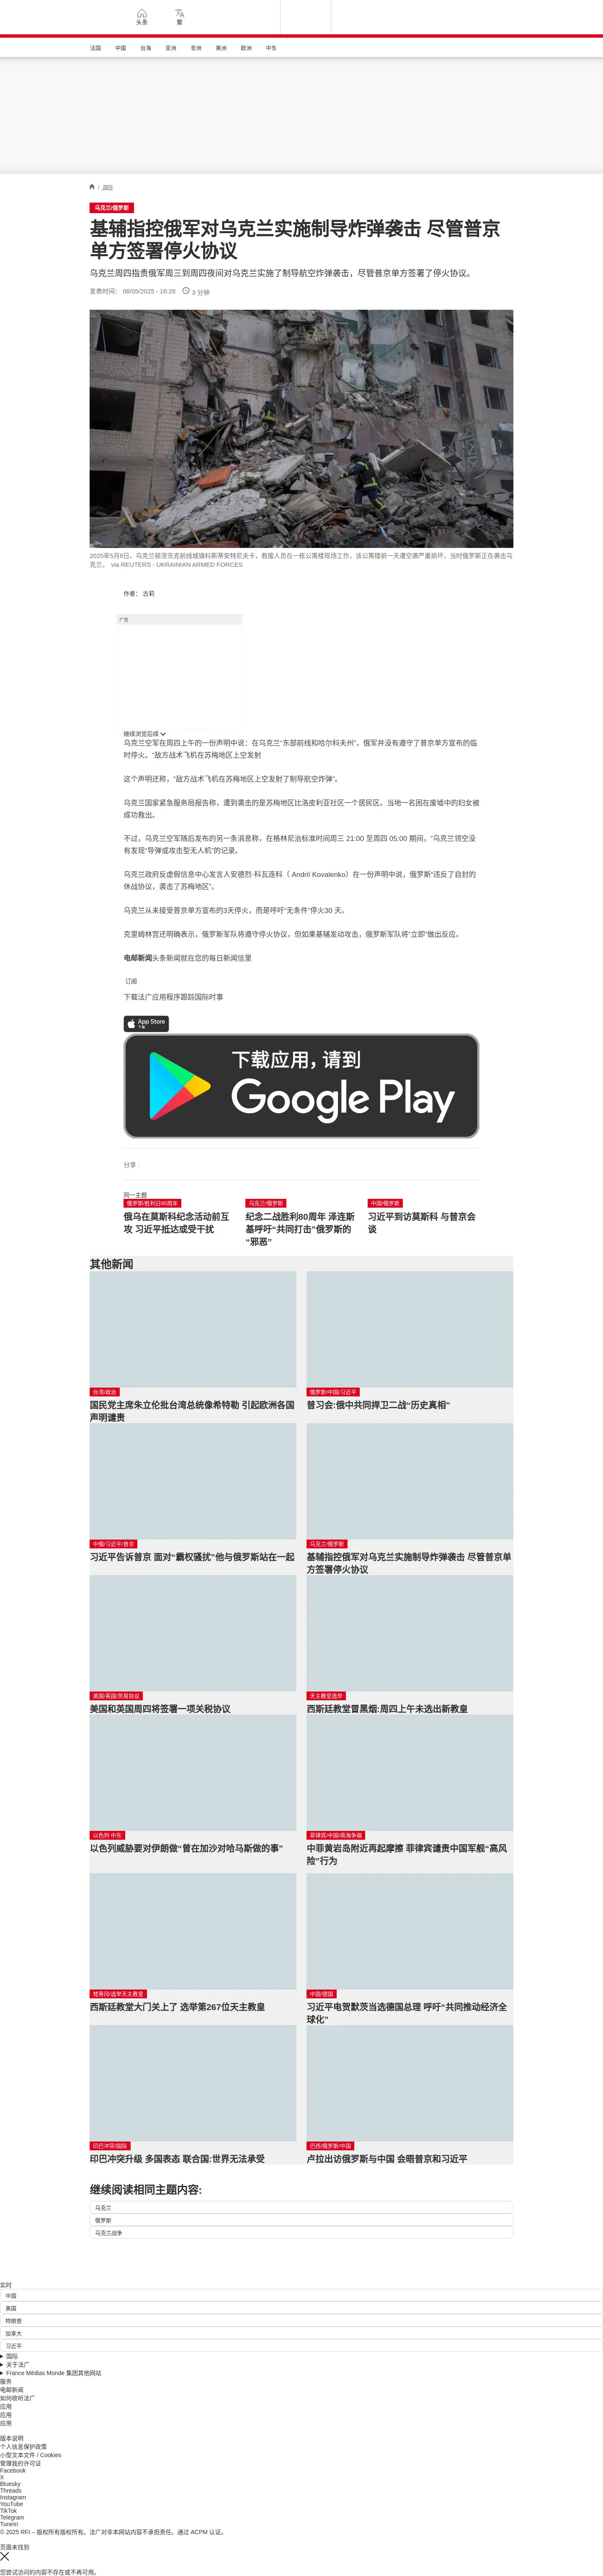 头条
繁
法国
中国
台海
亚洲
非洲
美洲
欧洲
中东
/ 国际
乌克兰/俄罗斯
基辅指控俄军对乌克兰实施制导炸弹袭击 尽管普京
单方签署停火协议
乌克兰周四指责俄军周三到周四夜间对乌克兰实施了制导航空炸弹袭击，尽管普京单方签署了停火协议。
发表时间： 08/05/2025 - 16:28
3 分钟
2025年5月8日，乌克兰顿涅茨克前线城镇科斯蒂安特尼夫卡，救援人员在一栋公寓楼现场工作，该公寓楼前一天遭空袭严重损坏，当时俄罗斯正在袭击乌
克兰。 via REUTERS - UKRAINIAN ARMED FORCES
作者： 古莉
广告
继续浏览后续
乌克兰空军在周四上午的一份声明中说：在乌克兰“东部前线和哈尔科夫州”，俄军并没有遵守了普京单方宣布的临
时停火。“敌方战术飞机在苏梅地区上空发射
这个声明还称，“敌方战术飞机在苏梅地区上空发射了制导航空炸弹”。
乌克兰国家紧急服务局报告称，遭到袭击的是苏梅地区比洛皮利亚社区一个居民区。当地一名困在废墟中的妇女被
成功救出。
不过，乌克兰空军随后发布的另一条消息称，在格林尼治标准时间周三 21:00 至周四 05:00 期间，“乌克兰领空没
有发现“导弹或攻击型无人机”的记录。
乌克兰政府反虚假信息中心发言人安德烈·科瓦连科（ Andrii Kovalenko）在一份声明中说，俄罗斯“违反了自封的
休战协议，袭击了苏梅地区”。
乌克兰从未接受普京单方宣布的3天停火，而是呼吁“无条件”停火30 天。
克里姆林宫还明确表示，俄罗斯军队将遵守停火协议，但如果基辅发动攻击，俄罗斯军队将“立即”做出反应。
电邮新闻头条新闻就在您的每日新闻信里
订阅
下载法广应用程序跟踪国际时事
App Store
下载
下载应用，请到
Google Play
分享 :
同一主题
俄罗斯/胜利日80周年
俄乌在莫斯科纪念活动前互
攻 习近平抵达或受干扰
乌克兰/俄罗斯
纪念二战胜利80周年 泽连斯
基呼吁“共同打击”俄罗斯的
“邪恶”
中国/俄罗斯
习近平到访莫斯科 与普京会
谈
其他新闻
台湾/政治
国民党主席朱立伦批台湾总统像希特勒 引起欧洲各国
声明谴责
俄罗斯/中国/习近平
普习会:俄中共同捍卫二战“历史真相”
中俄/习近平/普京
习近平告诉普京 面对“霸权骚扰”他与俄罗斯站在一起
乌克兰/俄罗斯
基辅指控俄军对乌克兰实施制导炸弹袭击 尽管普京单
方签署停火协议
美国/英国/贸易协议
美国和英国周四将签署一项关税协议
天主教皇选举
西斯廷教堂冒黑烟:周四上午未选出新教皇
以色列 中东
以色列威胁要对伊朗做“曾在加沙对哈马斯做的事”
菲律宾/中国/南海争端
中菲黄岩岛附近再起摩擦 菲律宾谴责中国军舰“高风
险”行为
梵蒂冈/选举天主教皇
西斯廷教堂大门关上了 选举第267位天主教皇
中国/德国
习近平电贺默茨当选德国总理 呼吁“共同推动经济全
球化”
印巴冲突/国际
印巴冲突升级 多国表态 联合国:世界无法承受
巴西/俄罗斯/中国
卢拉出访俄罗斯与中国 会晤普京和习近平
继续阅读相同主题内容:
乌克兰
俄罗斯
乌克兰战争
实时
中国
美国
特朗普
加拿大
习近平
国际
关于法广
France Médias Monde 集团其他网站
服务
电邮新闻
如何收听法广
应用
应用
应用
版本说明
个人信息保护政策
小型文本文件 / Cookies
管理我的许可证
Facebook
X
Bluesky
Threads
Instagram
YouTube
TikTok
Telegram
TuneIn
© 2025 RFI – 版权所有版权所有。法广对非本网站内容不承担责任。通过 ACPM 认证。
页面未找到
您尝试访问的内容不存在或不再可用。